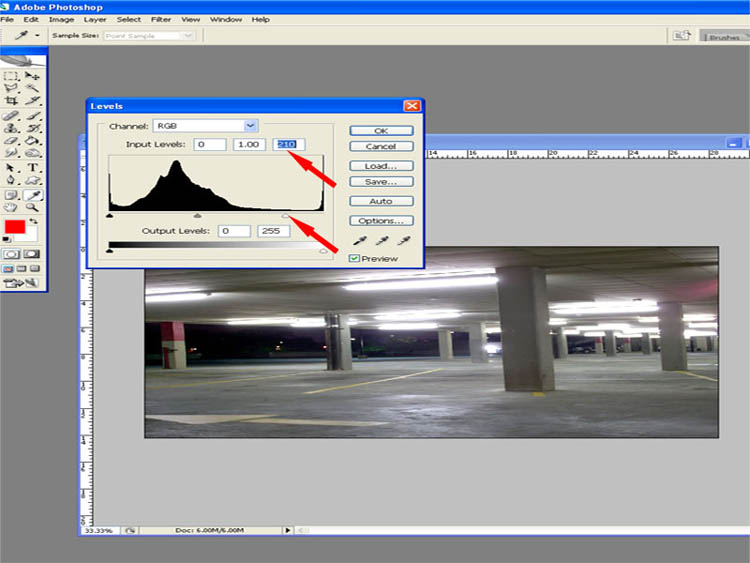 Adobe Photoshop
File Edit Image Layer Select Filter View Window Help
Sample Size: Point Sample
Brushes
Levels
Channel: RGB
OK
Input Levels: 0 1.00 210
Cancel
Load...
Save...
Auto
Options...
Output Levels: 0 255
Preview
14 16 18 20 22 24 26 28
T
33.33% Doc: 6.00M/6.00M